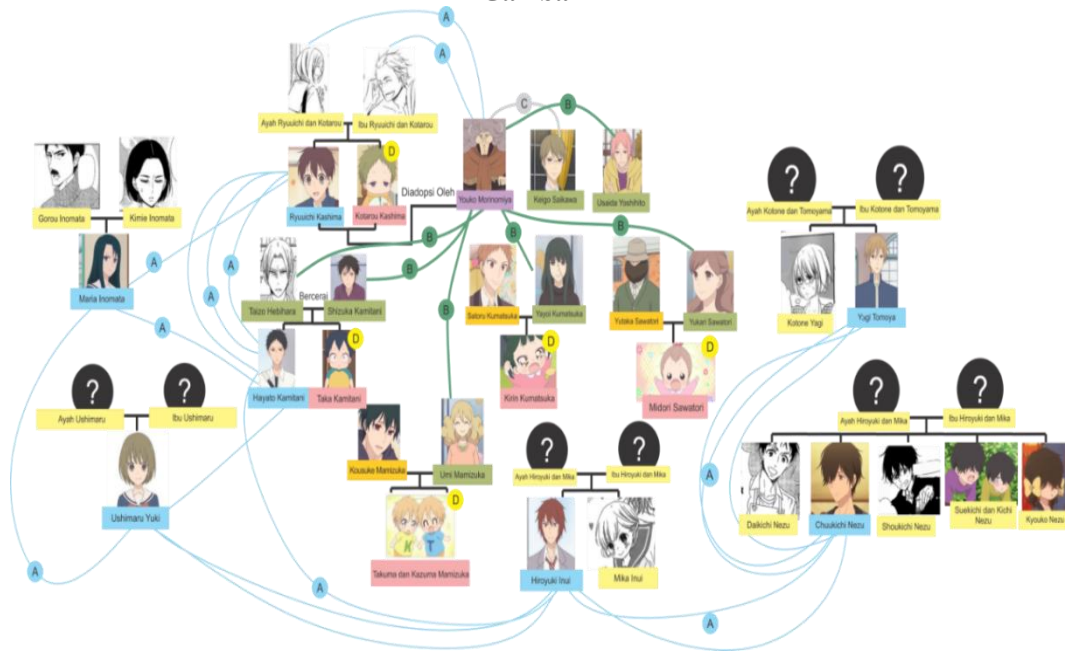 A
A
Ayah Ryuuichi dan Kotarou
Ibu Ryuuichi dan Kotarou
C
B
D
Gorou Inomata
Kimie Inomata
Maria Inomata
Ryuuichi Kashima
Kotarou Kashima
Diadopsi Oleh
Youko Morinomiya
Keigo Saikawa
Usaida Yoshihito
?
?
Ayah Kotone dan Tomoyama
Ibu Kotone dan Tomoyama
Kotone Yagi
Yagi Tomoya
A
A
A
A
B
B
B
B
B
Taizo Hebihara
Bercerai
Shizuka Kamitani
Satoru Kumatsuka
Yayoi Kumatsuka
Yutaka Sawatori
Yukari Sawatori
D
Hayato Kamitani
Taka Kamitani
D
Kirin Kumatsuka
D
Midori Sawatori
?
?
Ayah Ushimaru
Ibu Ushimaru
Ushimaru Yuki
Kousuke Mamizuka
Umi Mamizuka
D
K T
Takuma dan Kazuma Mamizuka
?
?
Ayah Hiroyuki dan Mika
Ibu Hiroyuki dan Mika
Hiroyuki Inui
Mika Inui
?
?
Ayah Hiroyuki dan Mika
Ibu Hiroyuki dan Mika
Daikichi Nezu
Chuukichi Nezu
Shoukichi Nezu
Suekichi dan Kichi
Nezu
Kyouko Nezu
A
A
A
A